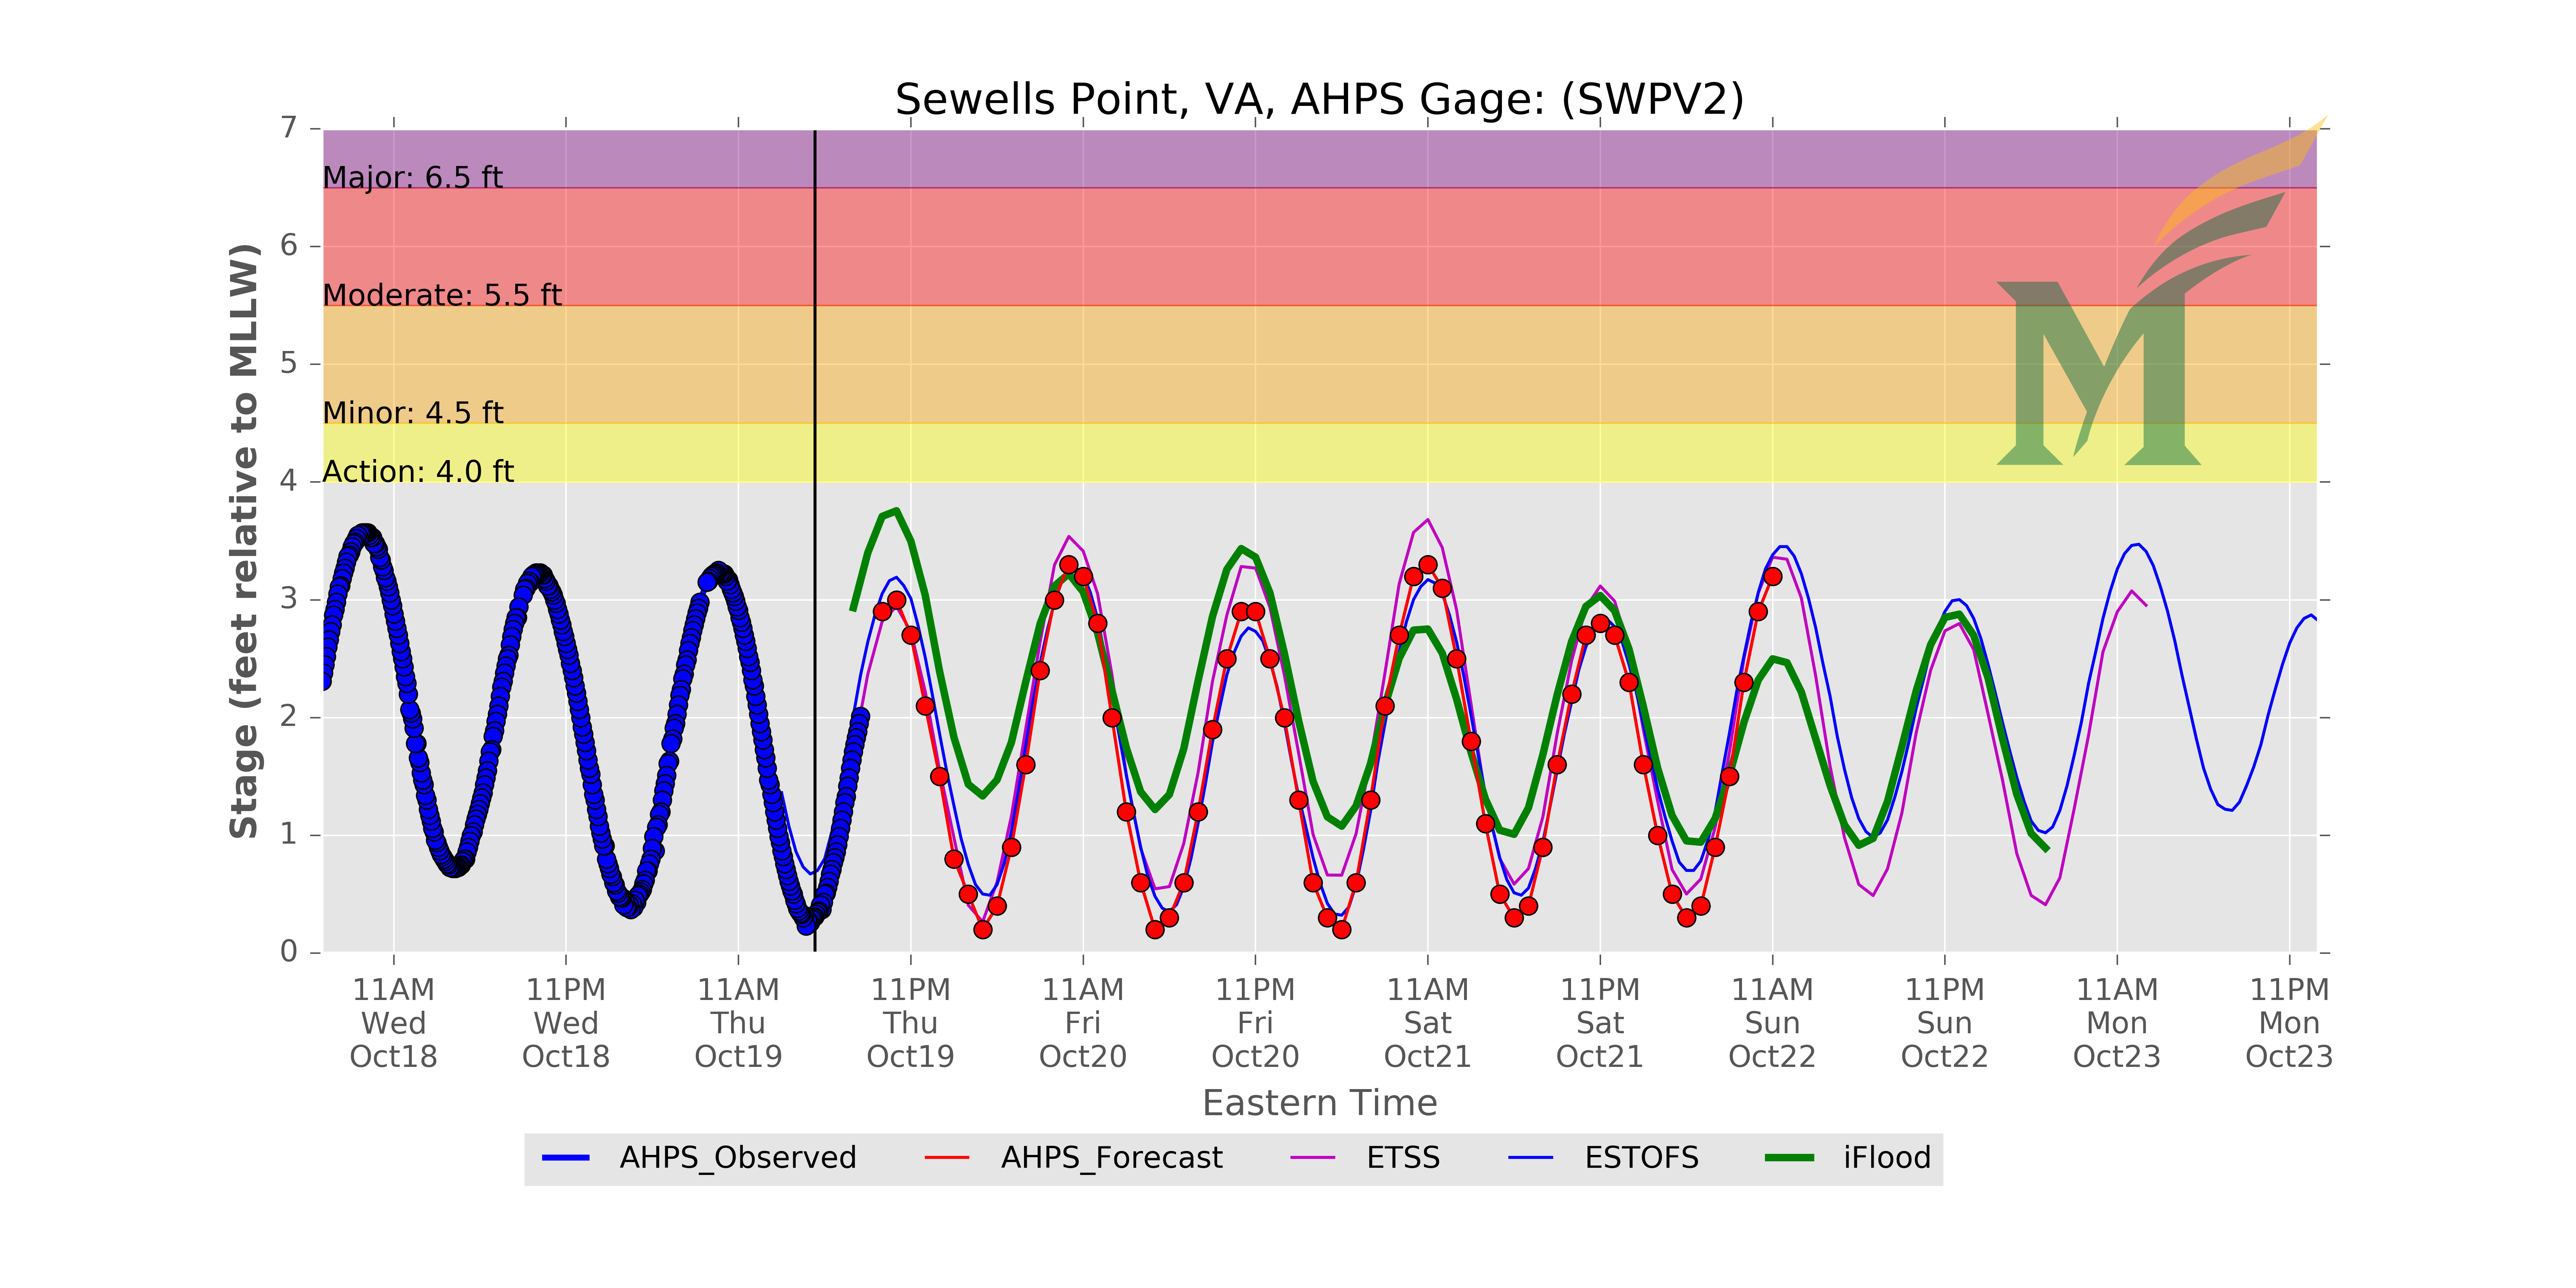 Sewells Point, VA, AHPS Gage: (SWPV2)
Stage (feet relative to MLLW)
7
6
5
4
3
2
1
0
Major: 6.5 ft
Moderate: 5.5 ft
Minor: 4.5 ft
Action: 4.0 ft
M
11AM 11PM 11AM 11PM 11AM 11PM 11AM 11PM 11AM 11PM 11AM 11PM
Wed Wed Thu Thu Fri Fri Sat Sat Sun Sun Mon Mon
Oct18 Oct18 Oct19 Oct19 Oct20 Oct20 Oct21 Oct21 Oct22 Oct22 Oct23 Oct23
Eastern Time
AHPS_Observed AHPS_Forecast ETSS ESTOFS iFlood